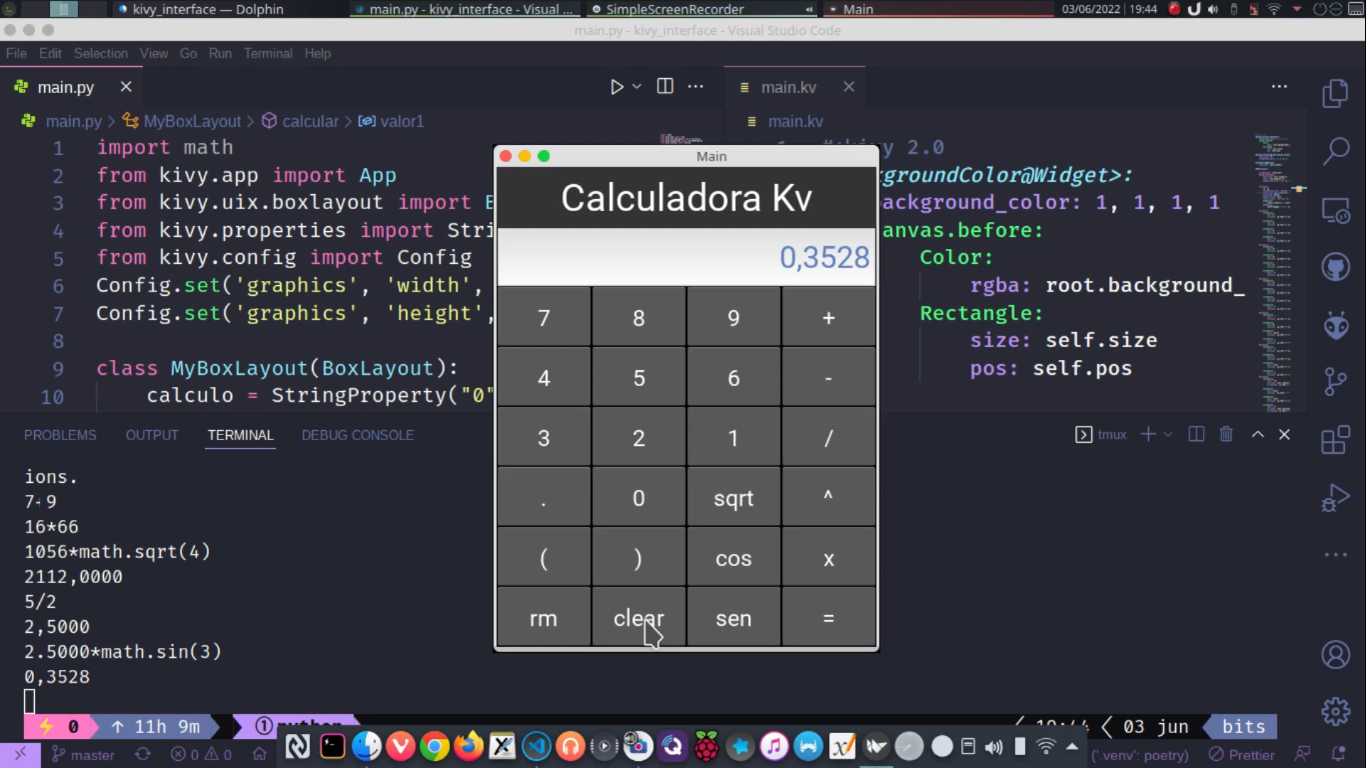 kivy_interface — Dolphin
main.py - kivy_interface - Visual ...
SimpleScreenRecorder
Main
03/06/2022 | 19:44
main.py - kivy_interface - Visual Studio Code
File Edit Selection View Go Run Terminal Help
main.py
main.kv
main.py > MyBoxLayout > calcular > valor1
main.kv
1 import math
2 from kivy.app import App
3 from kivy.uix.boxlayout import
4 from kivy.properties import Stri
5 from kivy.config import Config
6 Config.set('graphics', 'width',
7 Config.set('graphics', 'height',
8
9 class MyBoxLayout(BoxLayout):
10 calculo = StringProperty("0"
2.0
groundColor@Widget>:
ackground_color: 1, 1, 1, 1
anvas.before:
Color:
rgba: root.background_
Rectangle:
size: self.size
pos: self.pos
Main
Calculadora Kv
0,3528
7 8 9 +
4 5 6 -
3 2 1 /
. 0 sqrt ^
( ) cos x
rm clear sen =
PROBLEMS OUTPUT TERMINAL DEBUG CONSOLE
tmux
ions.
7+9
16*66
1056*math.sqrt(4)
2112,0000
5/2
2,5000
2.5000*math.sin(3)
0,3528
0 ↑ 11h 9m ① python
03 jun bits
master 0 0
('.venv': poetry) Prettier